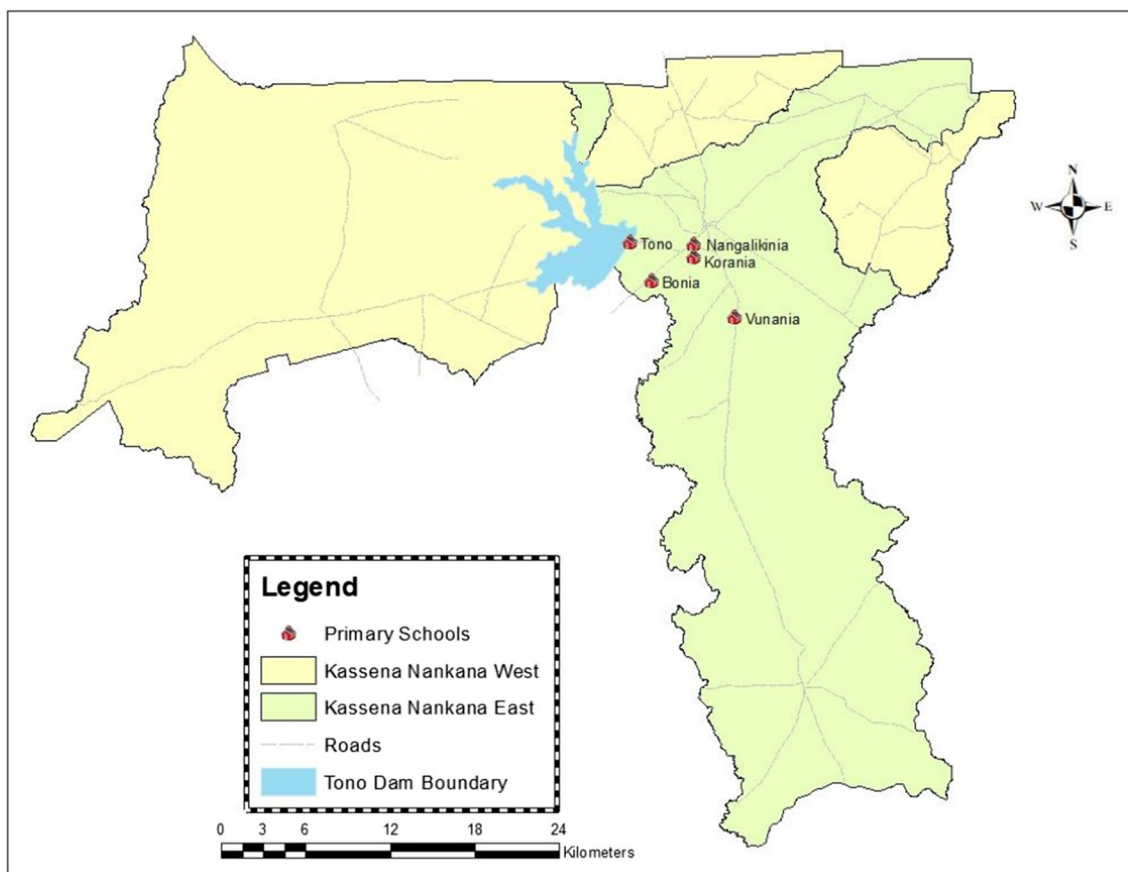 N
W E
S
Tono
Nangalikinia
Korania
Bonia
Vunania
Legend
Primary Schools
Kassena Nankana West
Kassena Nankana East
Roads
Tono Dam Boundary
0 3 6 12 18 24
Kilometers